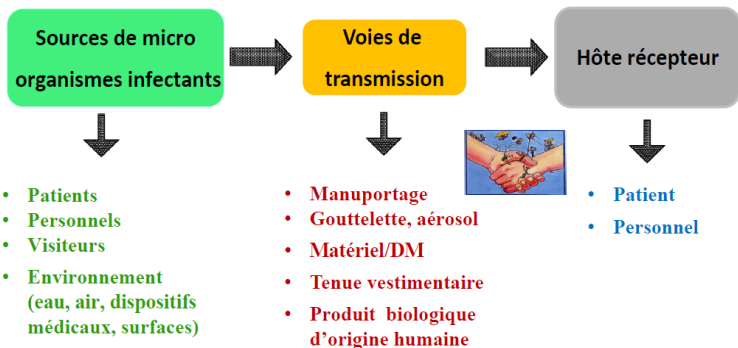 Sources de micro
organismes infectants
Voies de
transmission
Hôte récepteur
• Patients
• Personnels
• Visiteurs
• Environnement
(eau, air, dispositifs
médicaux, surfaces)
• Manuportage
• Gouttelette, aérosol
• Matériel/DM
• Tenue vestimentaire
• Produit biologique
d’origine humaine
• Patient
• Personnel